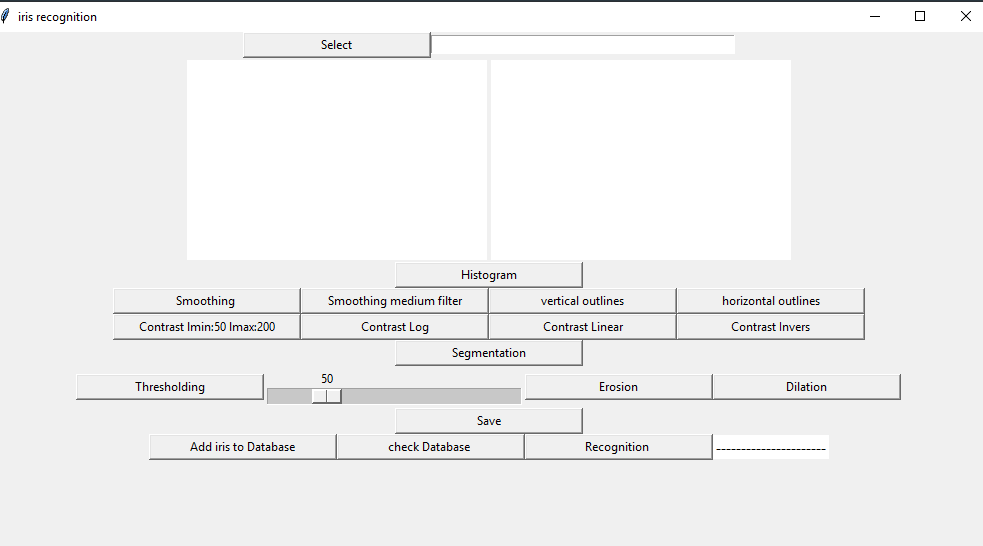 iris recognition
Select
Histogram
Smoothing Smoothing medium filter vertical outlines horizontal outlines
Contrast Imin:50 Imax:200 Contrast Log Contrast Linear Contrast Invers
Segmentation
50
Thresholding Erosion Dilation
Save
Add iris to Database check Database Recognition ----------------------